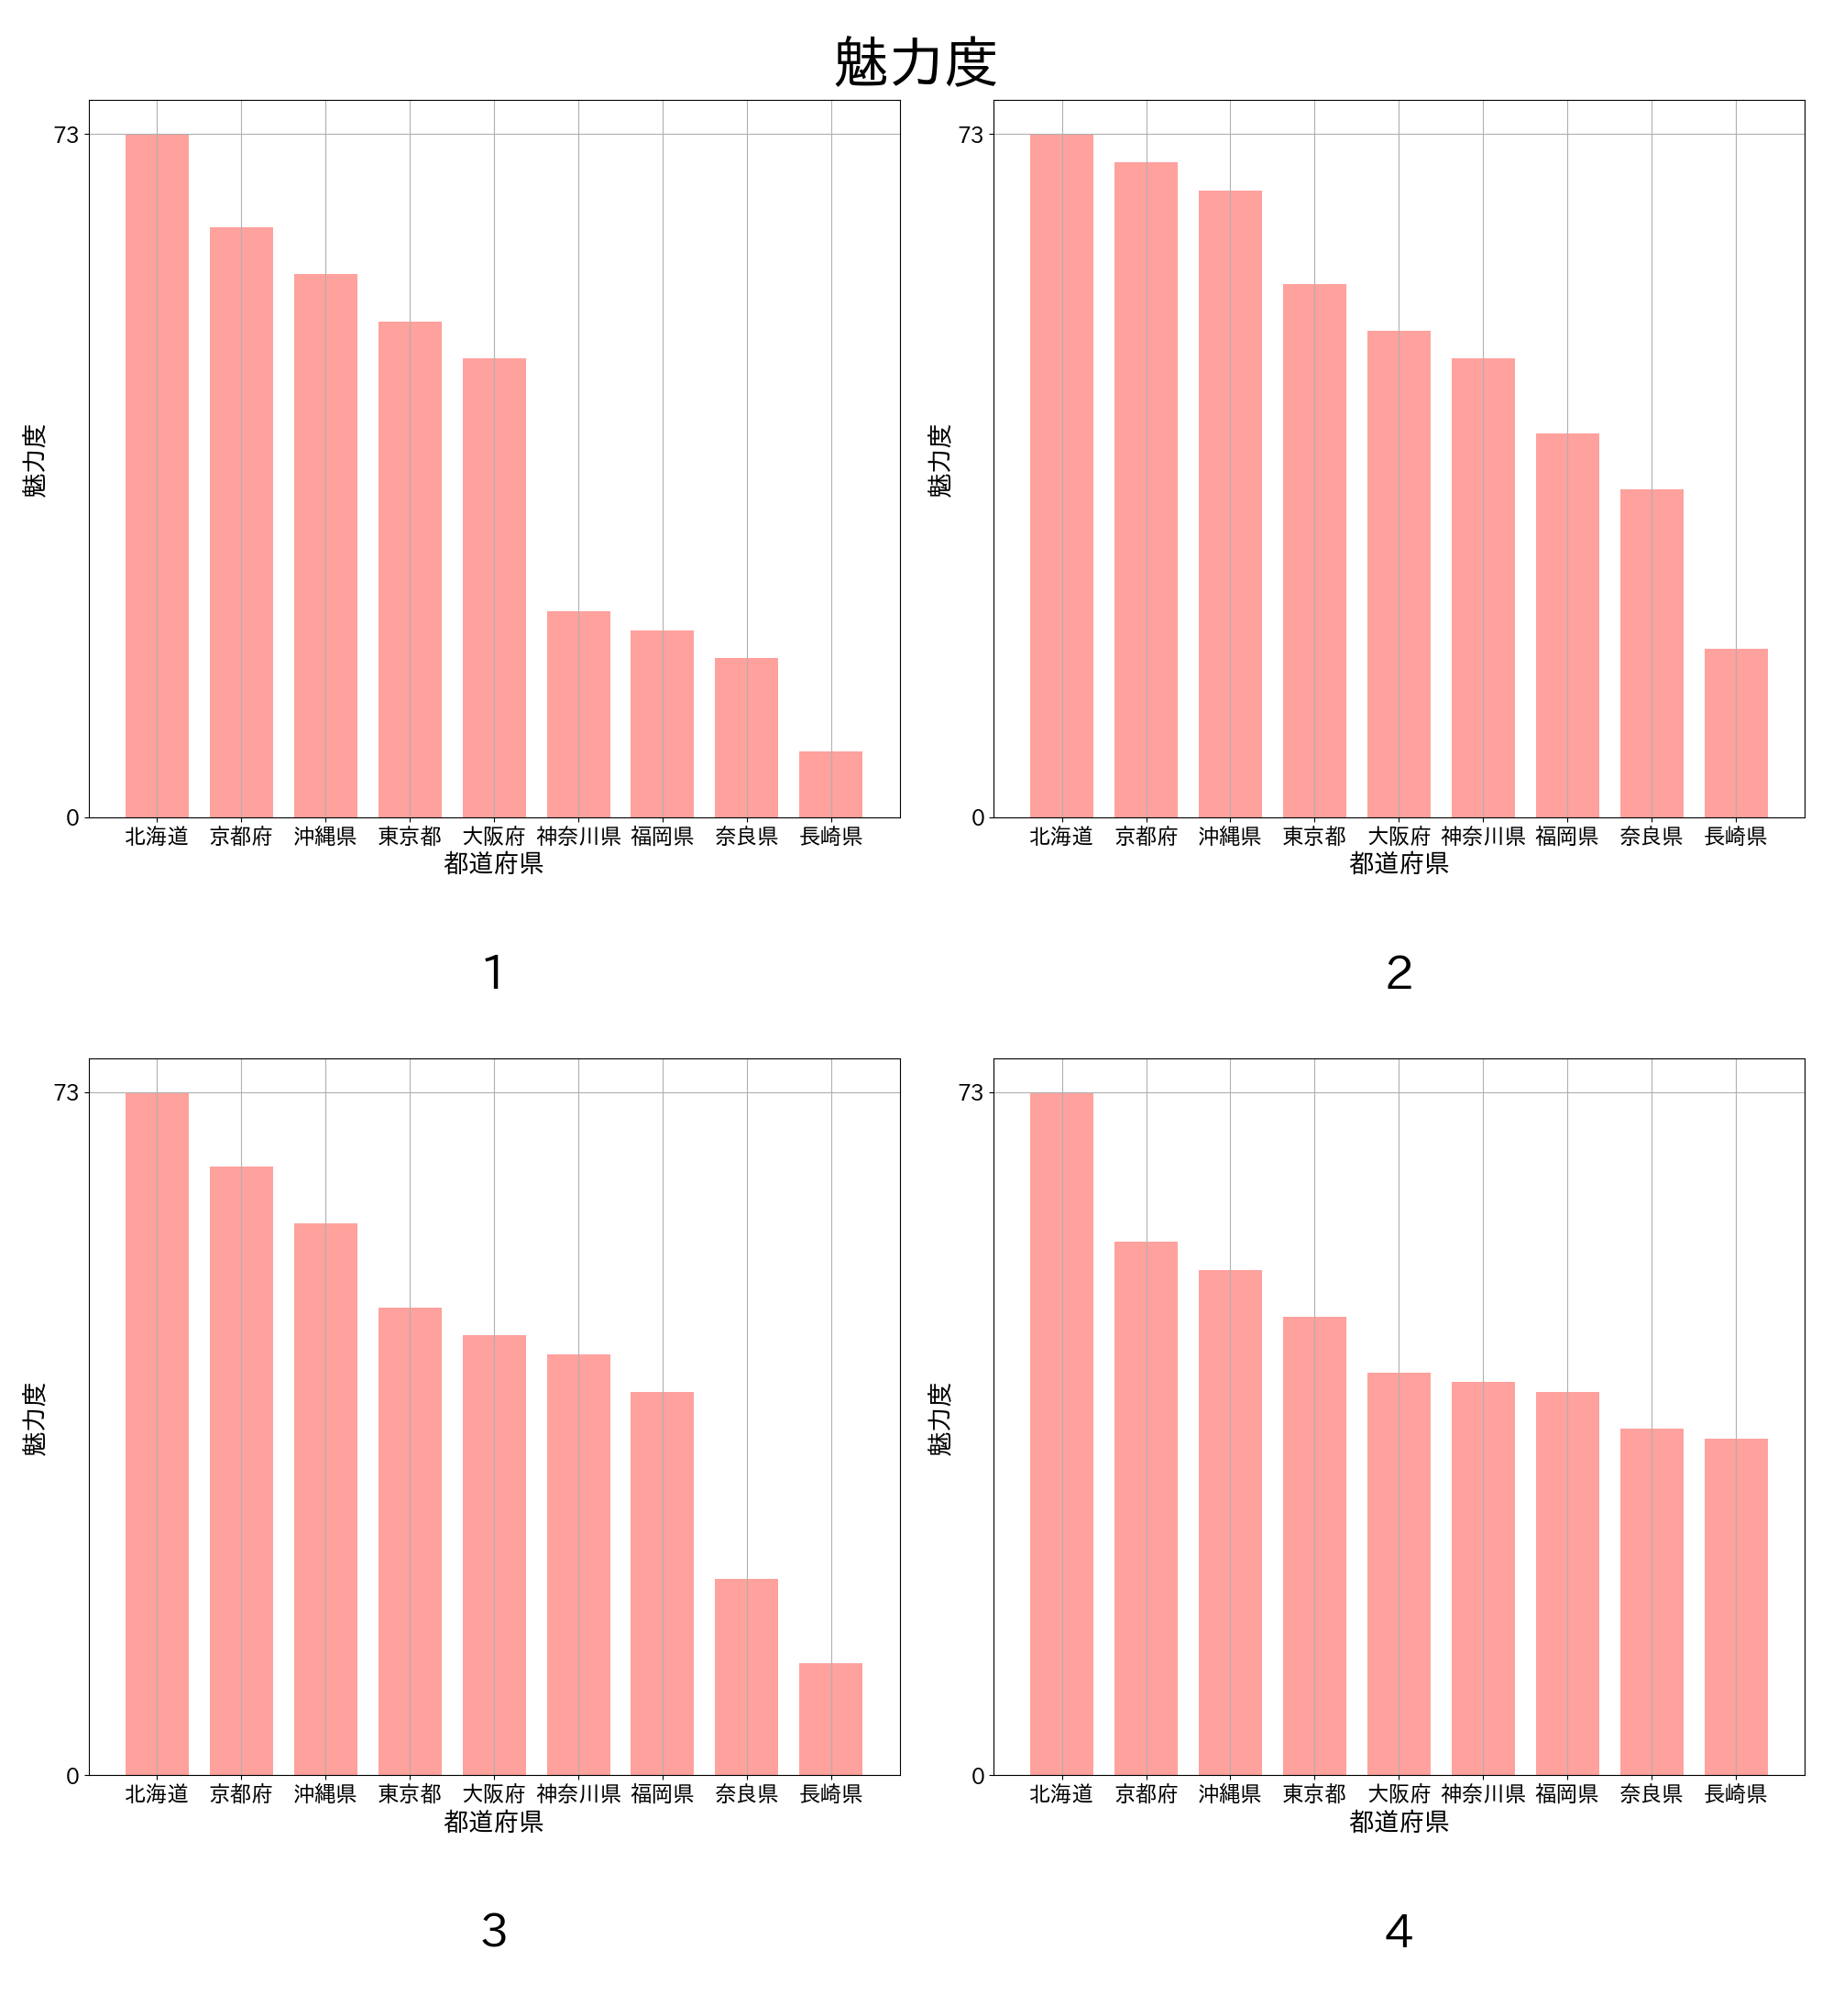 魅力度
73
0
魅力度
北海道 京都府 沖縄県 東京都 大阪府 神奈川県 福岡県 奈良県 長崎県
都道府県
1
73
0
魅力度
北海道 京都府 沖縄県 東京都 大阪府 神奈川県 福岡県 奈良県 長崎県
都道府県
2
73
0
魅力度
北海道 京都府 沖縄県 東京都 大阪府 神奈川県 福岡県 奈良県 長崎県
都道府県
3
73
0
魅力度
北海道 京都府 沖縄県 東京都 大阪府 神奈川県 福岡県 奈良県 長崎県
都道府県
4